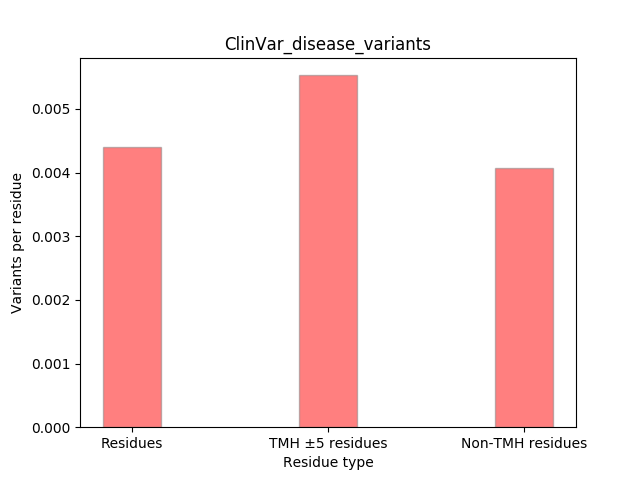 ClinVar_disease_variants
Variants per residue
0.005
0.004
0.003
0.002
0.001
0.000
Residues
TMH ±5 residues
Non-TMH residues
Residue type